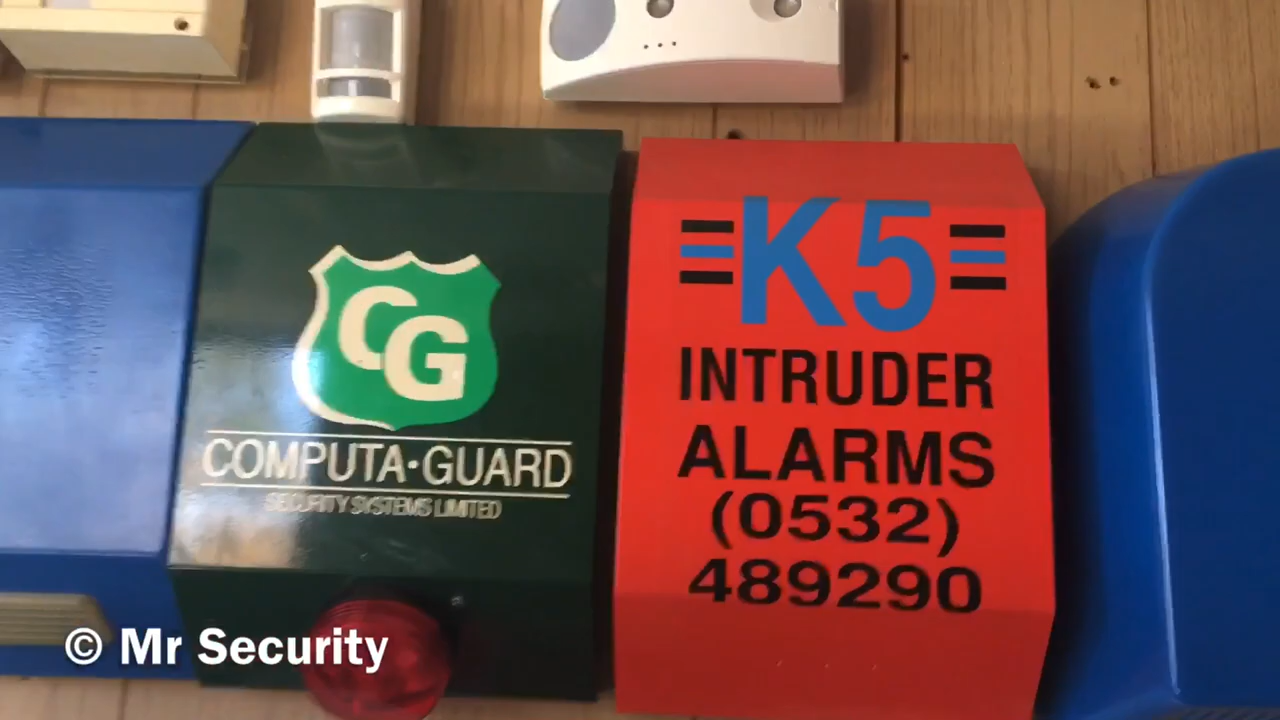 CG
COMPUTA·GUARD
SECURITY SYSTEMS LIMITED
K5
INTRUDER
ALARMS
(0532)
489290
© Mr Security